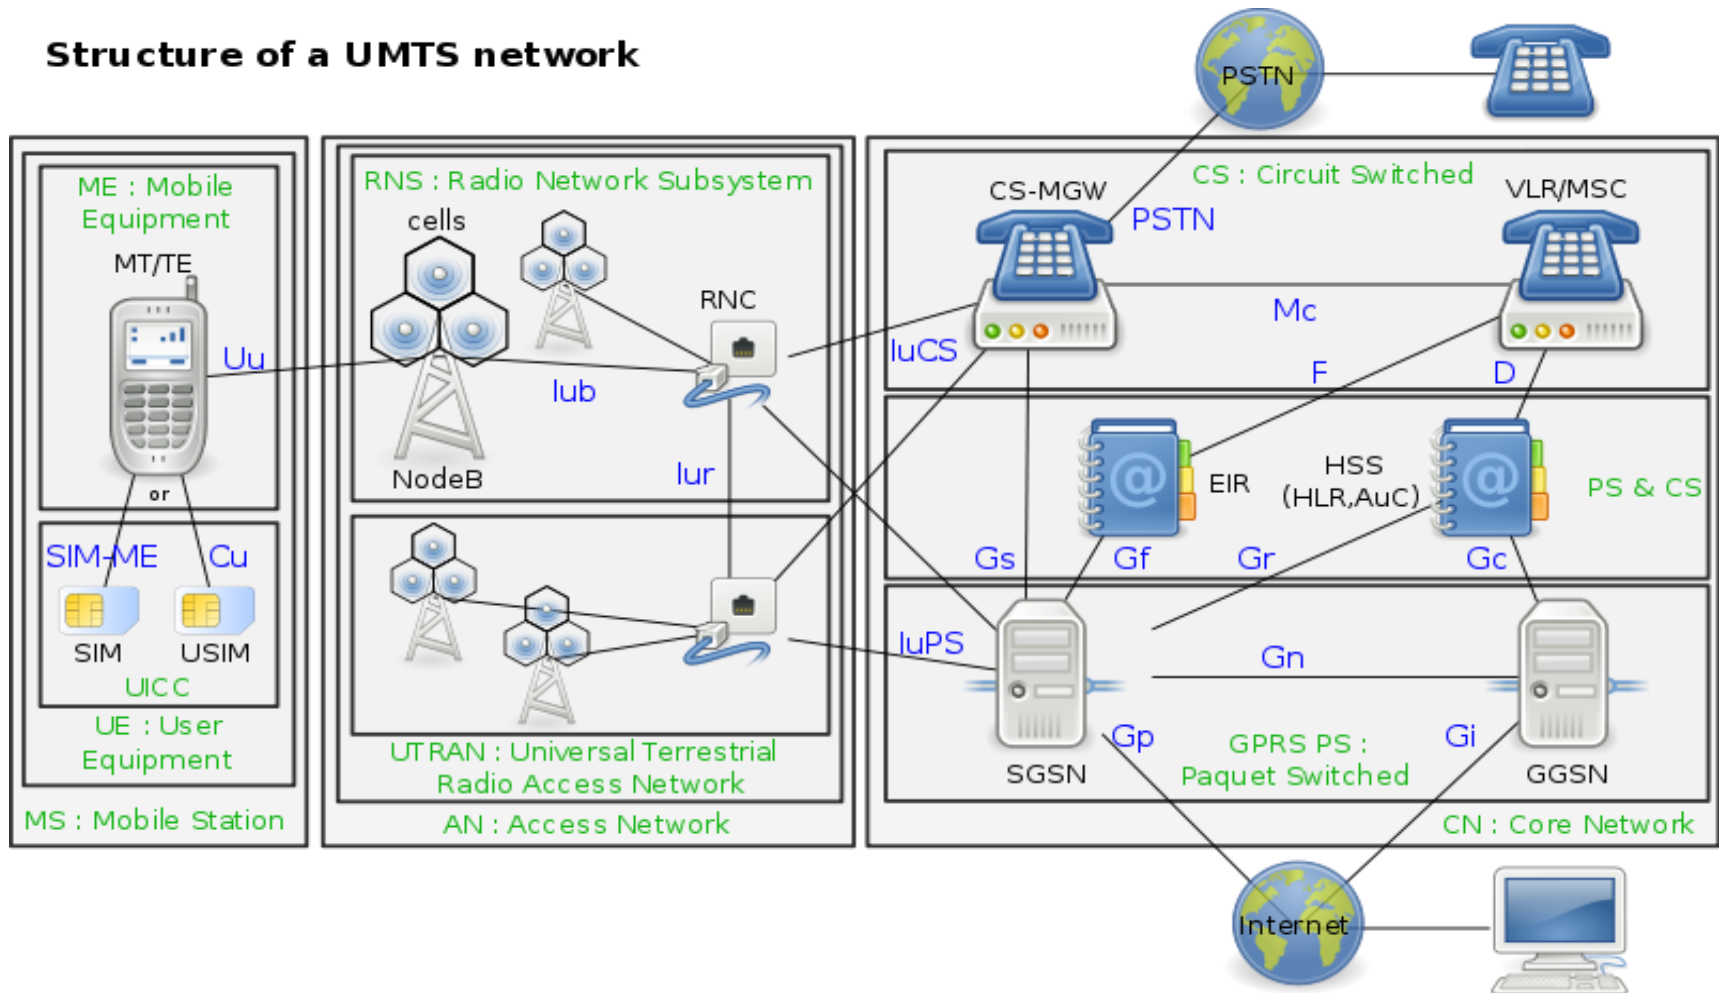 Structure of a UMTS network
PSTN
ME : Mobile
Equipment
MT/TE
Uu
or
SIM-ME
Cu
SIM
USIM
UICC
UE : User
Equipment
MS : Mobile Station
RNS : Radio Network Subsystem
cells
RNC
Iub
NodeB
Iur
UTRAN : Universal Terrestrial
Radio Access Network
AN : Access Network
CS : Circuit Switched
CS-MGW
VLR/MSC
PSTN
Mc
IuCS
F
D
EIR
HSS
(HLR,AuC)
PS & CS
Gs
Gf
Gr
Gc
IuPS
Gn
Gp
Gi
GPRS PS :
Paquet Switched
SGSN
GGSN
CN : Core Network
Internet